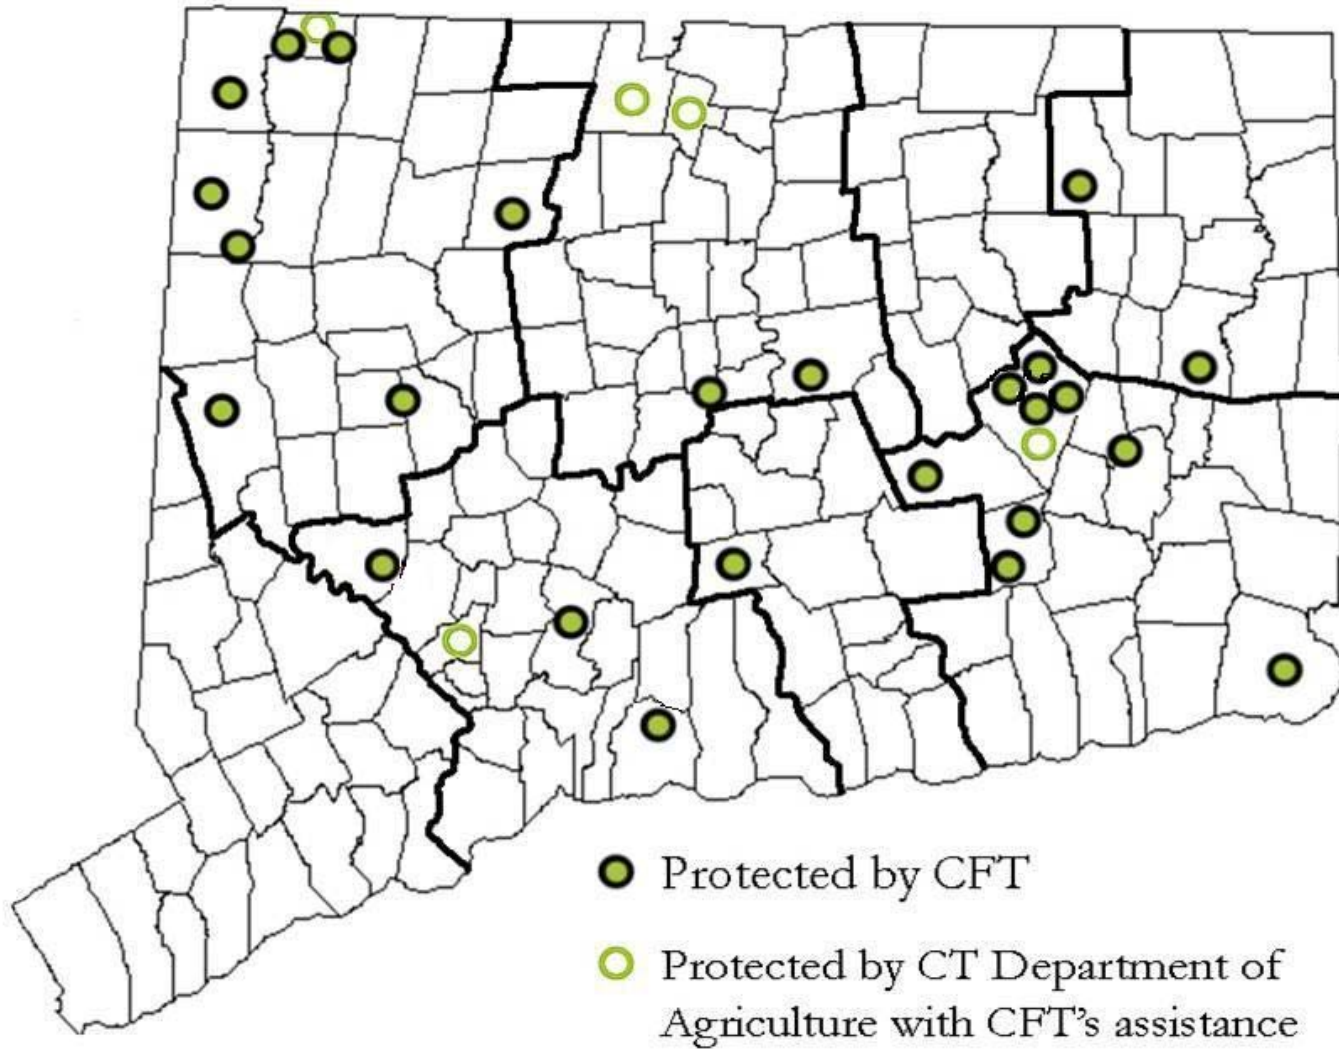 Protected by CFT
Protected by CT Department of
Agriculture with CFT's assistance